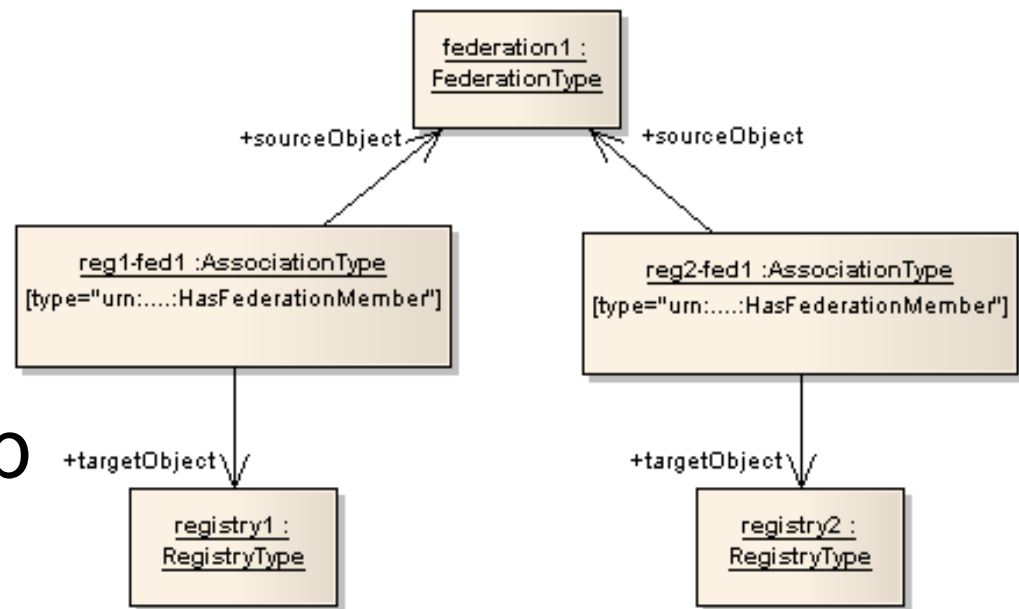 federation1 :
FederationType
+sourceObject
+sourceObject
reg1-fed1 :AssociationType
[type="urn:....:HasFederationMember"]
reg2-fed1 :AssociationType
[type="urn:....:HasFederationMember"]
+targetObject
+targetObject
registry1 :
RegistryType
registry2 :
RegistryType